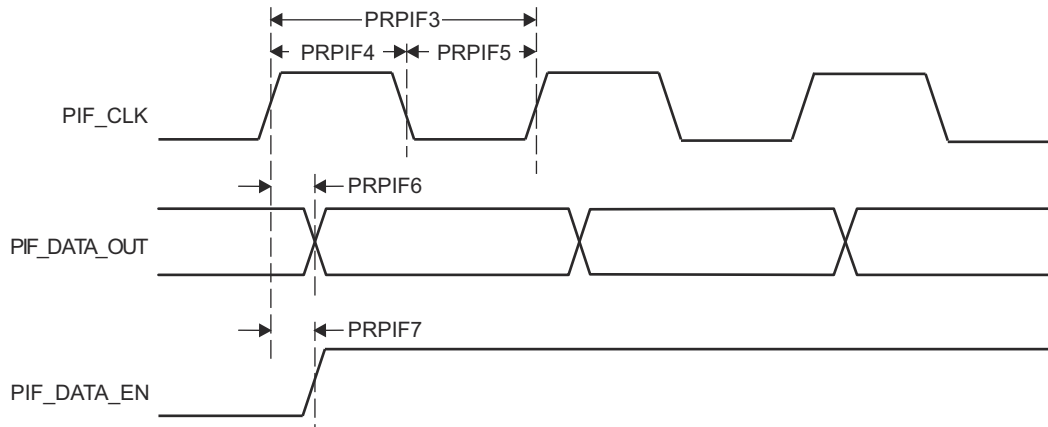 PRPIF3
PRPIF4
PRPIF5
PIF_CLK
PRPIF6
PIF_DATA_OUT
PRPIF7
PIF_DATA_EN